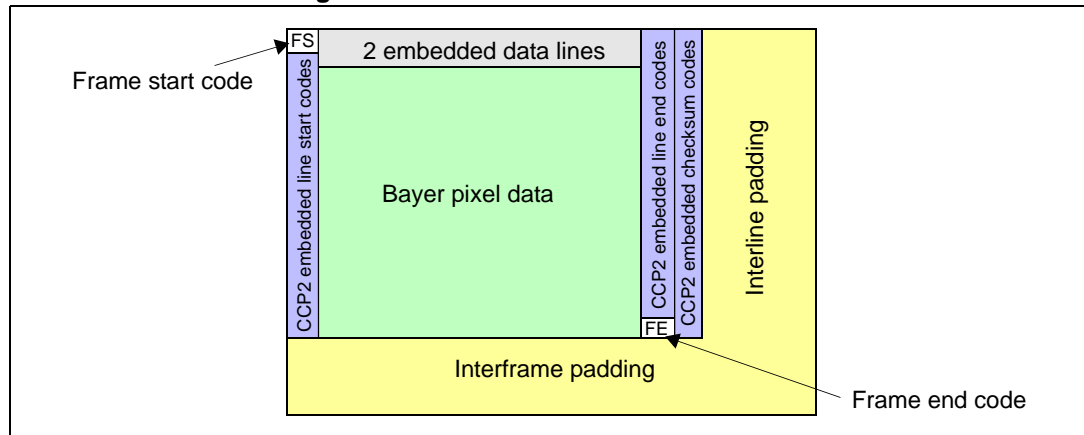 FS
2 embedded data lines
Frame start code
CCP2 embedded line start codes
Bayer pixel data
CCP2 embedded line end codes
CCP2 embedded checksum codes
Interline padding
FE
Interframe padding
Frame end code